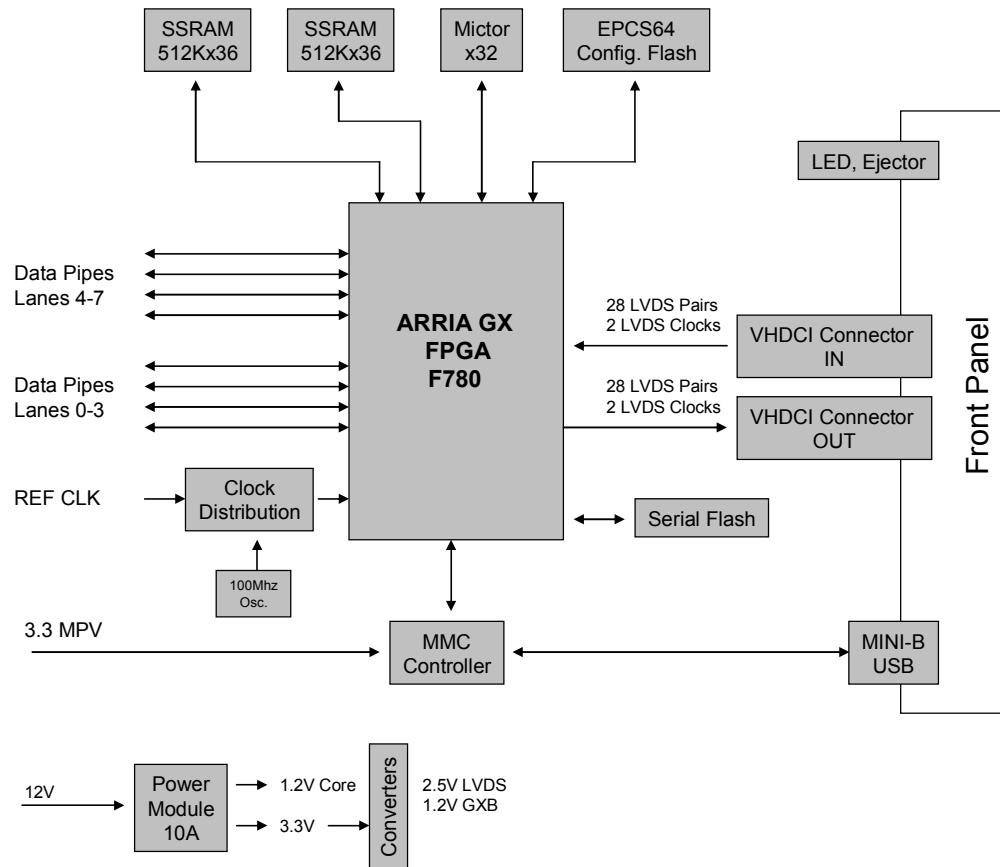 SSRAM
512Kx36
SSRAM
512Kx36
Mictor
x32
EPCS64
Config. Flash
LED, Ejector
Data Pipes
Lanes 4-7
ARRIA GX
FPGA
F780
28 LVDS Pairs
2 LVDS Clocks
VHDCI Connector
IN
Data Pipes
Lanes 0-3
28 LVDS Pairs
2 LVDS Clocks
VHDCI Connector
OUT
Front Panel
REF CLK
Clock
Distribution
Serial Flash
100Mhz
Osc.
3.3 MPV
MMC
Controller
MINI-B
USB
12V
Power
Module
10A
1.2V Core
3.3V
Converters
2.5V LVDS
1.2V GXB